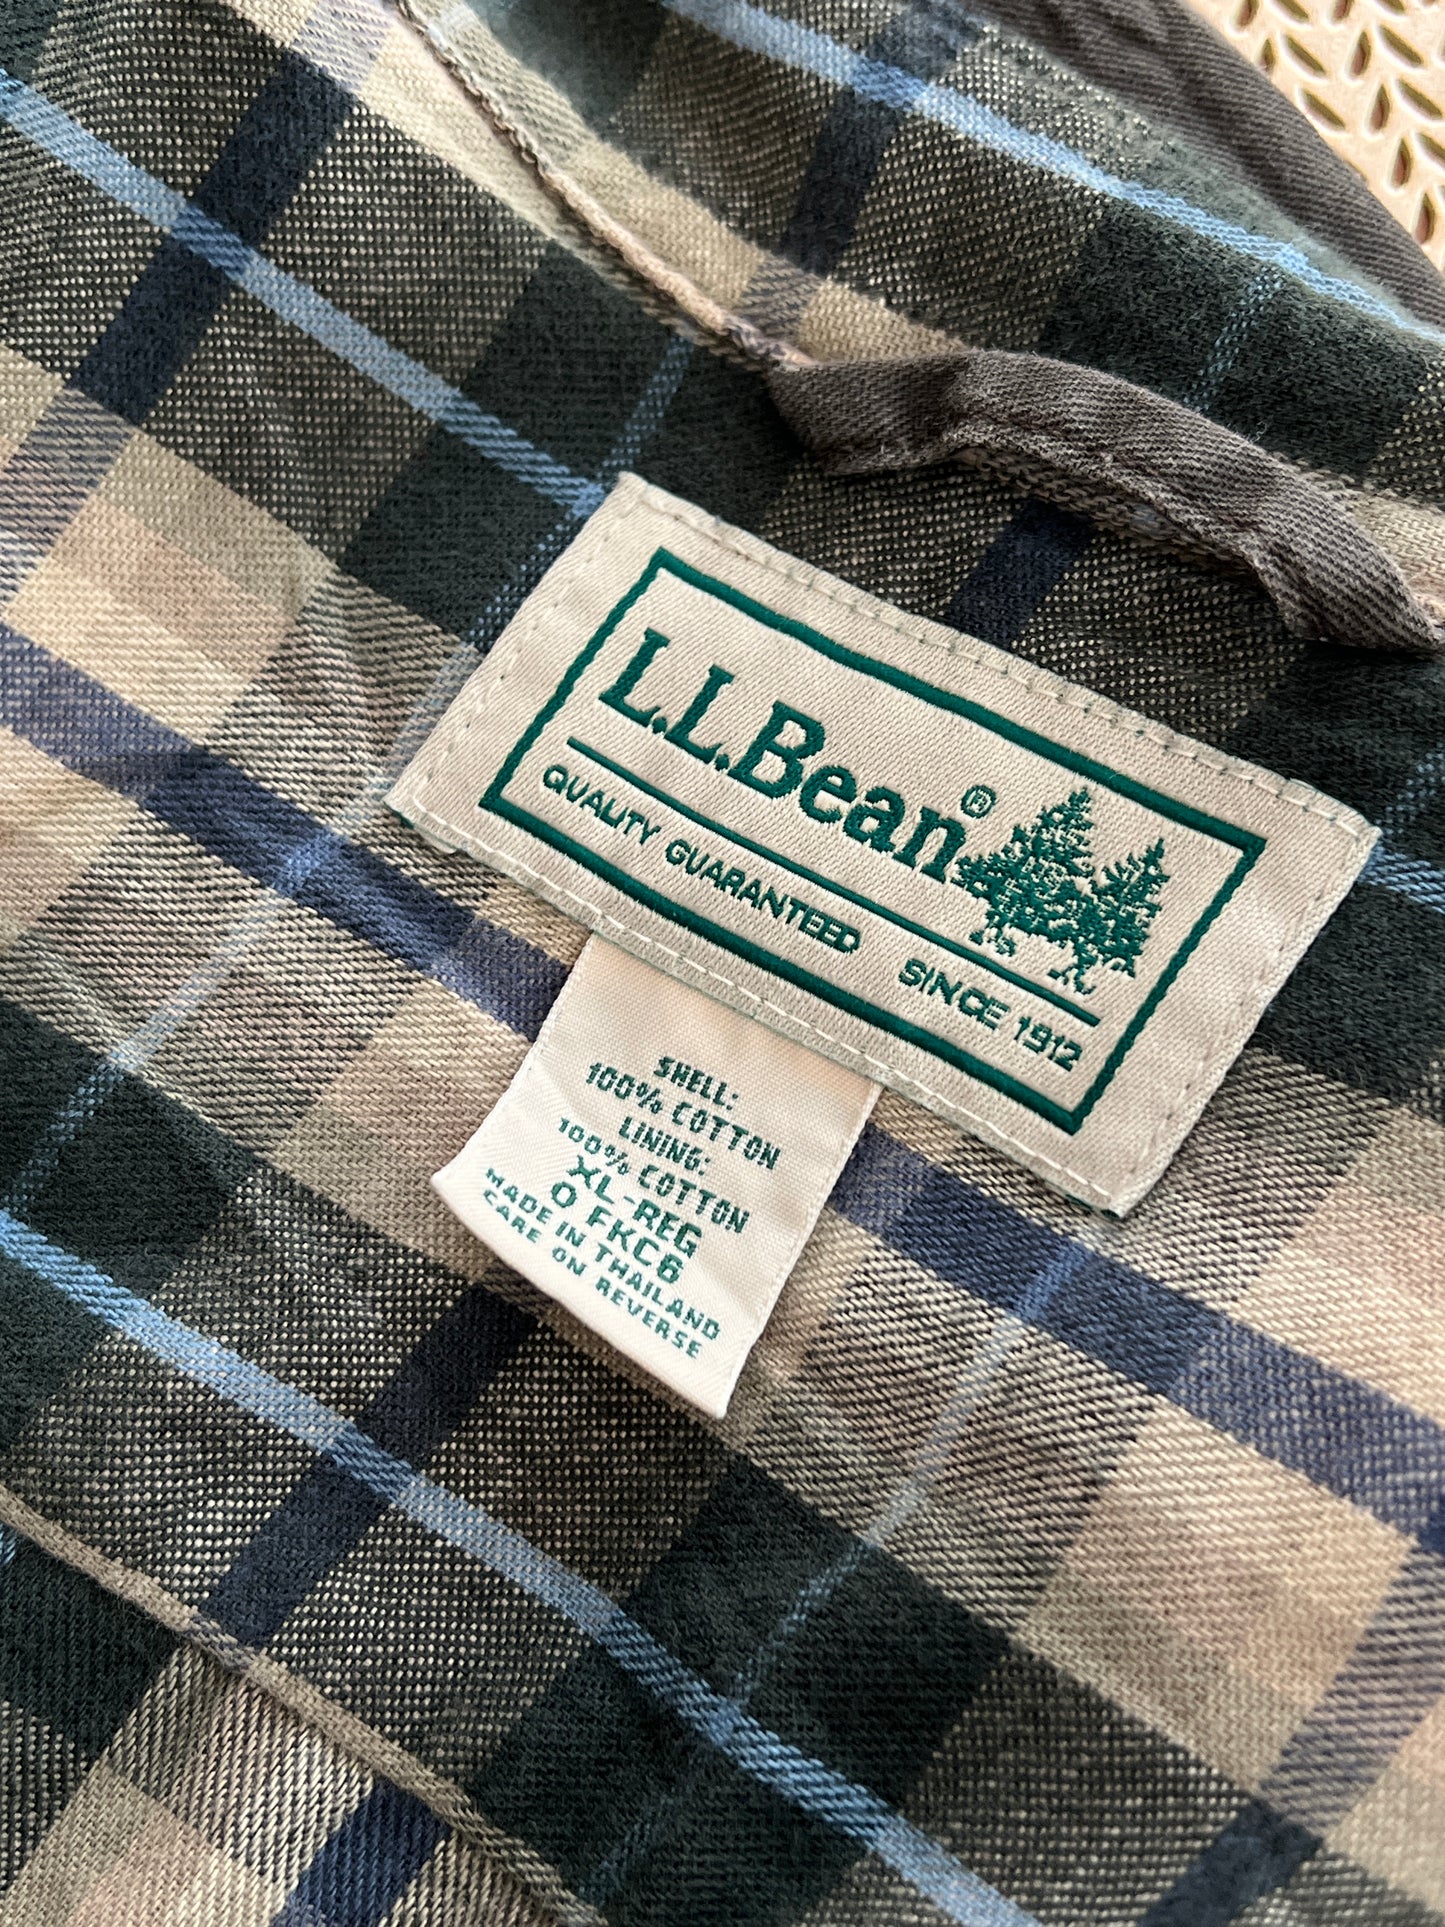 L.L.Bean®
QUALITY GUARANTEED SINCE 1912
SHELL:
100% COTTON
LINING:
100% COTTON
XL-REG
0 FKC6
MADE IN THAILAND
CARE ON REVERSE